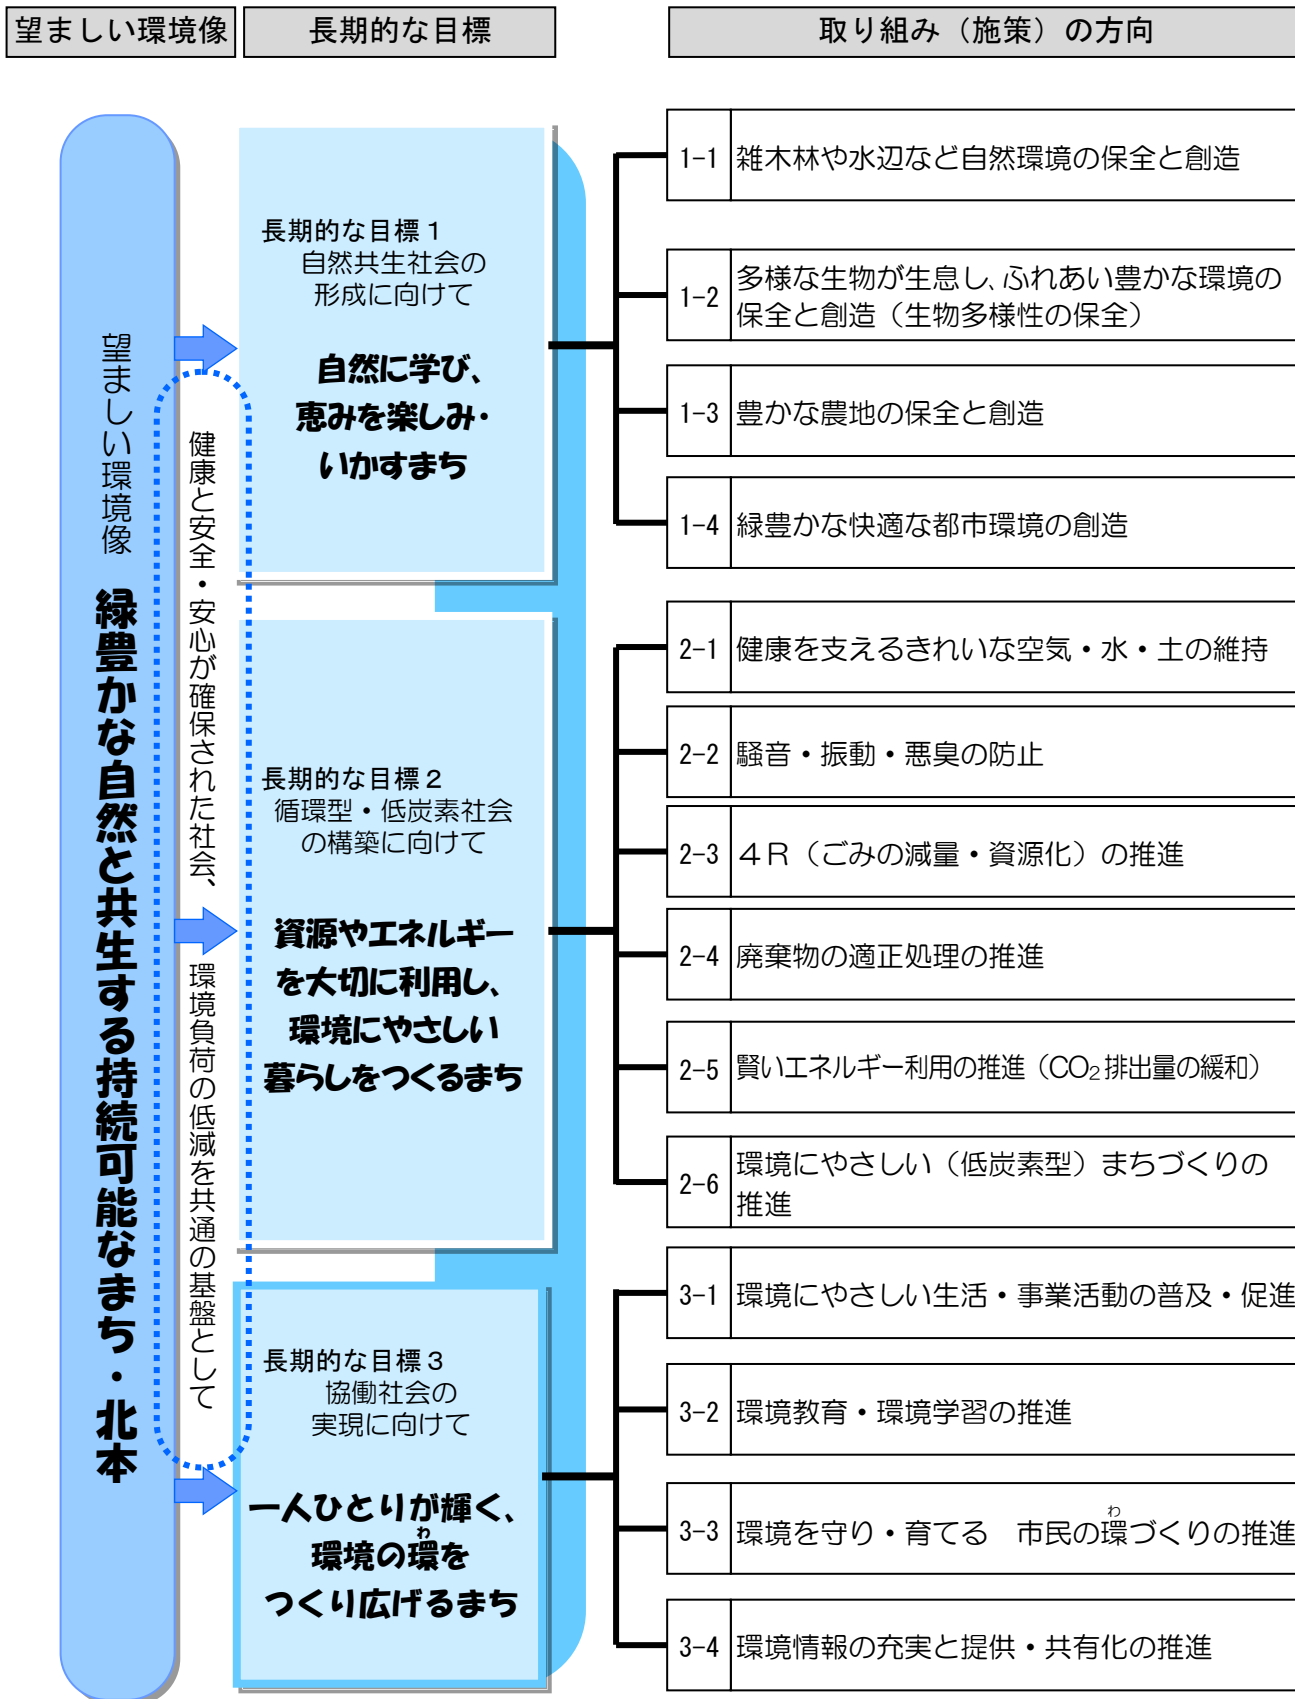 望ましい環境像
長期的な目標
取り組み（施策）の方向
望ましい環境像　緑豊かな自然と共生する持続可能なまち・北本
健康と安全・安心が確保された社会、環境負荷の低減を共通の基盤として
長期的な目標１
自然共生社会の
形成に向けて
自然に学び、
恵みを楽しみ・
いかすまち
1-1 雑木林や水辺など自然環境の保全と創造
1-2 多様な生物が生息し、ふれあい豊かな環境の
保全と創造（生物多様性の保全）
1-3 豊かな農地の保全と創造
1-4 緑豊かな快適な都市環境の創造
長期的な目標２
循環型・低炭素社会
の構築に向けて
資源やエネルギー
を大切に利用し、
環境にやさしい
暮らしをつくるまち
2-1 健康を支えるきれいな空気・水・土の維持
2-2 騒音・振動・悪臭の防止
2-3 ４Ｒ（ごみの減量・資源化）の推進
2-4 廃棄物の適正処理の推進
2-5 賢いエネルギー利用の推進（CO₂排出量の緩和）
2-6 環境にやさしい（低炭素型）まちづくりの
推進
長期的な目標３
協働社会の
実現に向けて
一人ひとりが輝く、
わ
環境の環を
つくり広げるまち
3-1 環境にやさしい生活・事業活動の普及・促進
3-2 環境教育・環境学習の推進
わ
3-3 環境を守り・育てる　市民の環づくりの推進
3-4 環境情報の充実と提供・共有化の推進